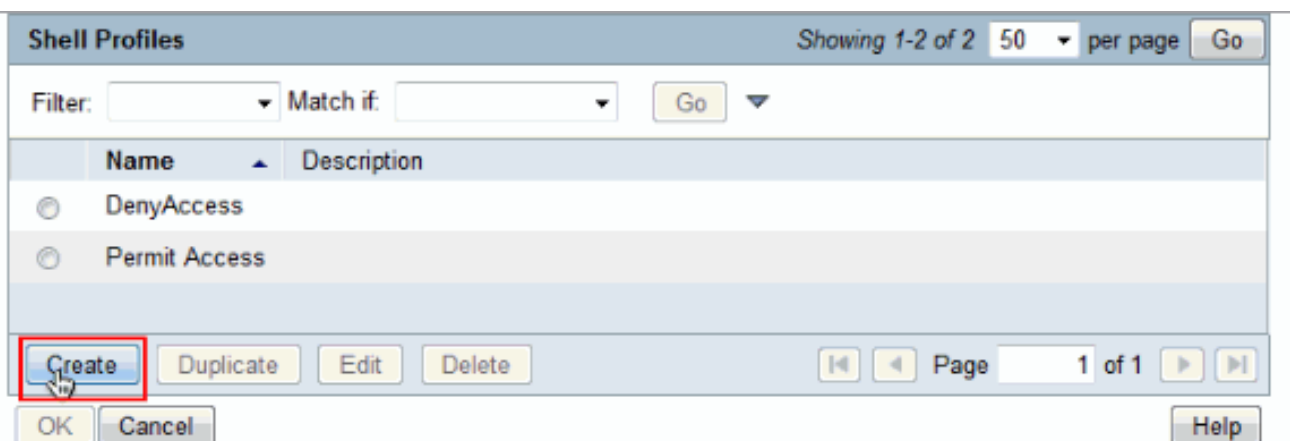 Shell Profiles Showing 1-2 of 2 50 per page Go
Filter: Match if: Go
Name Description
DenyAccess
Permit Access
Create Duplicate Edit Delete Page 1 of 1
OK Cancel Help